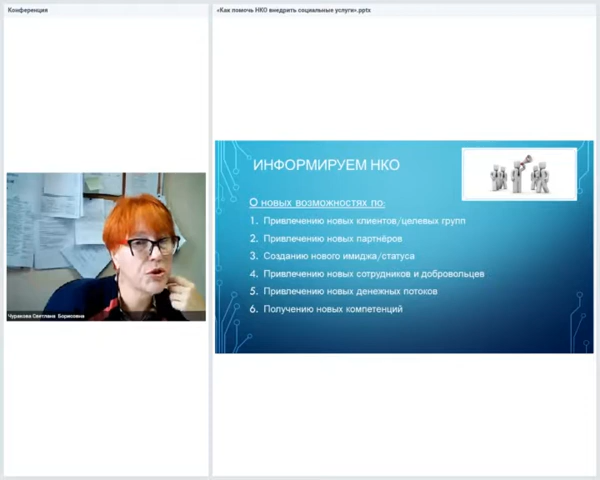 Конференция
«Как помочь НКО внедрить социальные услуги».pptx
ИНФОРМИРУЕМ НКО
О новых возможностях по:
1. Привлечению новых клиентов/целевых групп
2. Привлечению новых партнёров
3. Созданию нового имиджа/статуса
4. Привлечению новых сотрудников и добровольцев
5. Привлечению новых денежных потоков
6. Получению новых компетенций
Чуракова Светлана Борисовна